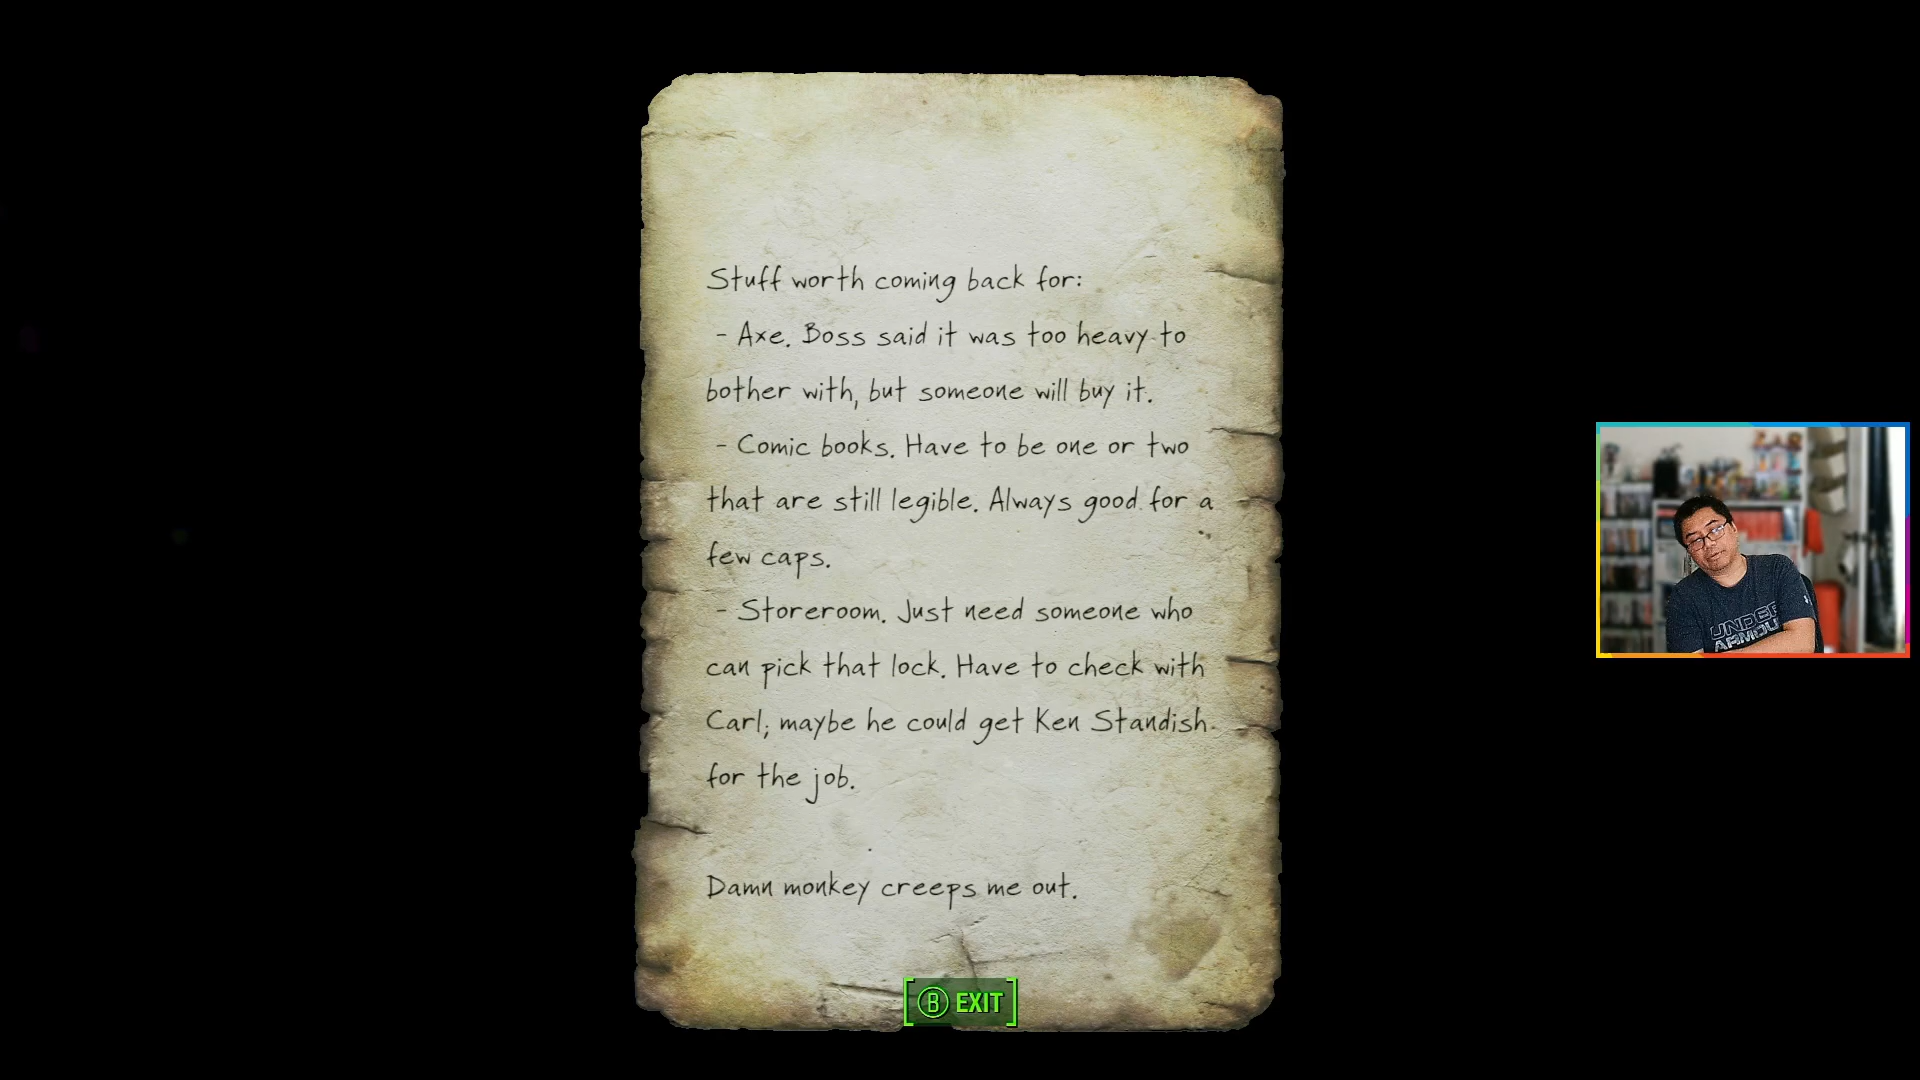 Stuff worth coming back for:
- Axe. Boss said it was too heavy to
bother with, but someone will buy it.
- Comic books. Have to be one or two
that are still legible. Always good for a
few caps.
- Storeroom. Just need someone who
can pick that lock. Have to check with
Carl; maybe he could get Ken Standish
for the job.
Damn monkey creeps me out.
B EXIT
UNDER
ARMOUR